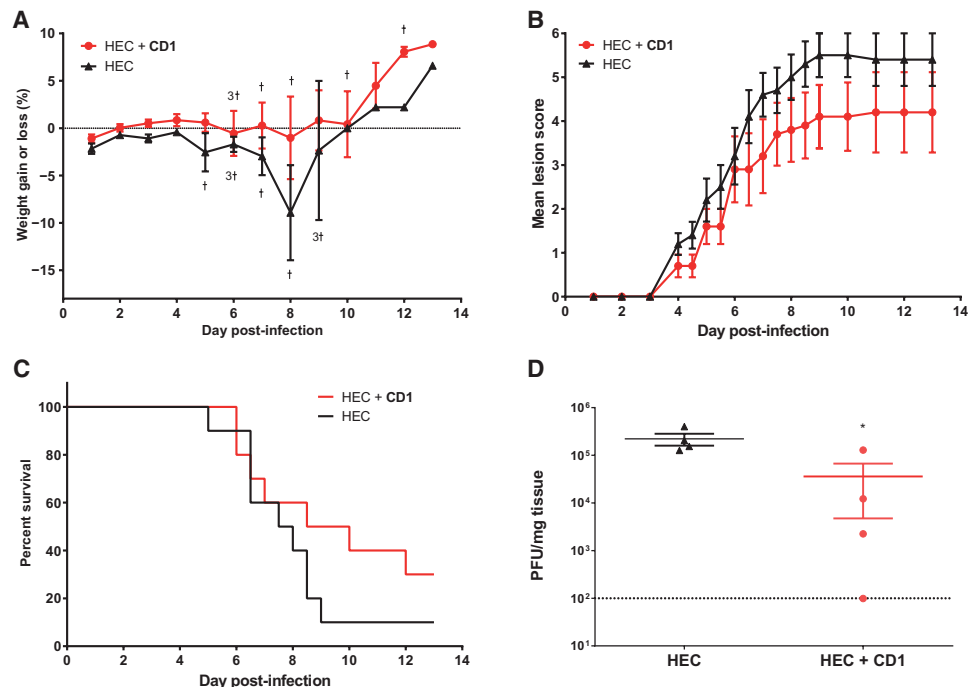 A
HEC + CD1
HEC
Weight gain or loss (%)
10
5
0
−5
−10
−15
†
3†
†
†
†
†
3†
†
†
3†
0 2 4 6 8 10 12 14
Day post-infection
B
HEC + CD1
HEC
Mean lesion score
6
5
4
3
2
1
0
0 2 4 6 8 10 12 14
Day post-infection
C
HEC + CD1
HEC
Percent survival
100
80
60
40
20
0
0 2 4 6 8 10 12 14
Day post-infection
D
PFU/mg tissue
10⁶
10⁵
10⁴
10³
10²
10¹
*
HEC HEC + CD1